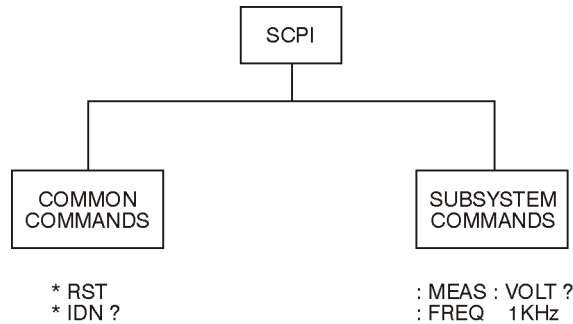 SCPI
COMMON
COMMANDS
SUBSYSTEM
COMMANDS
* RST
* IDN ?
: MEAS : VOLT ?
: FREQ 1KHz